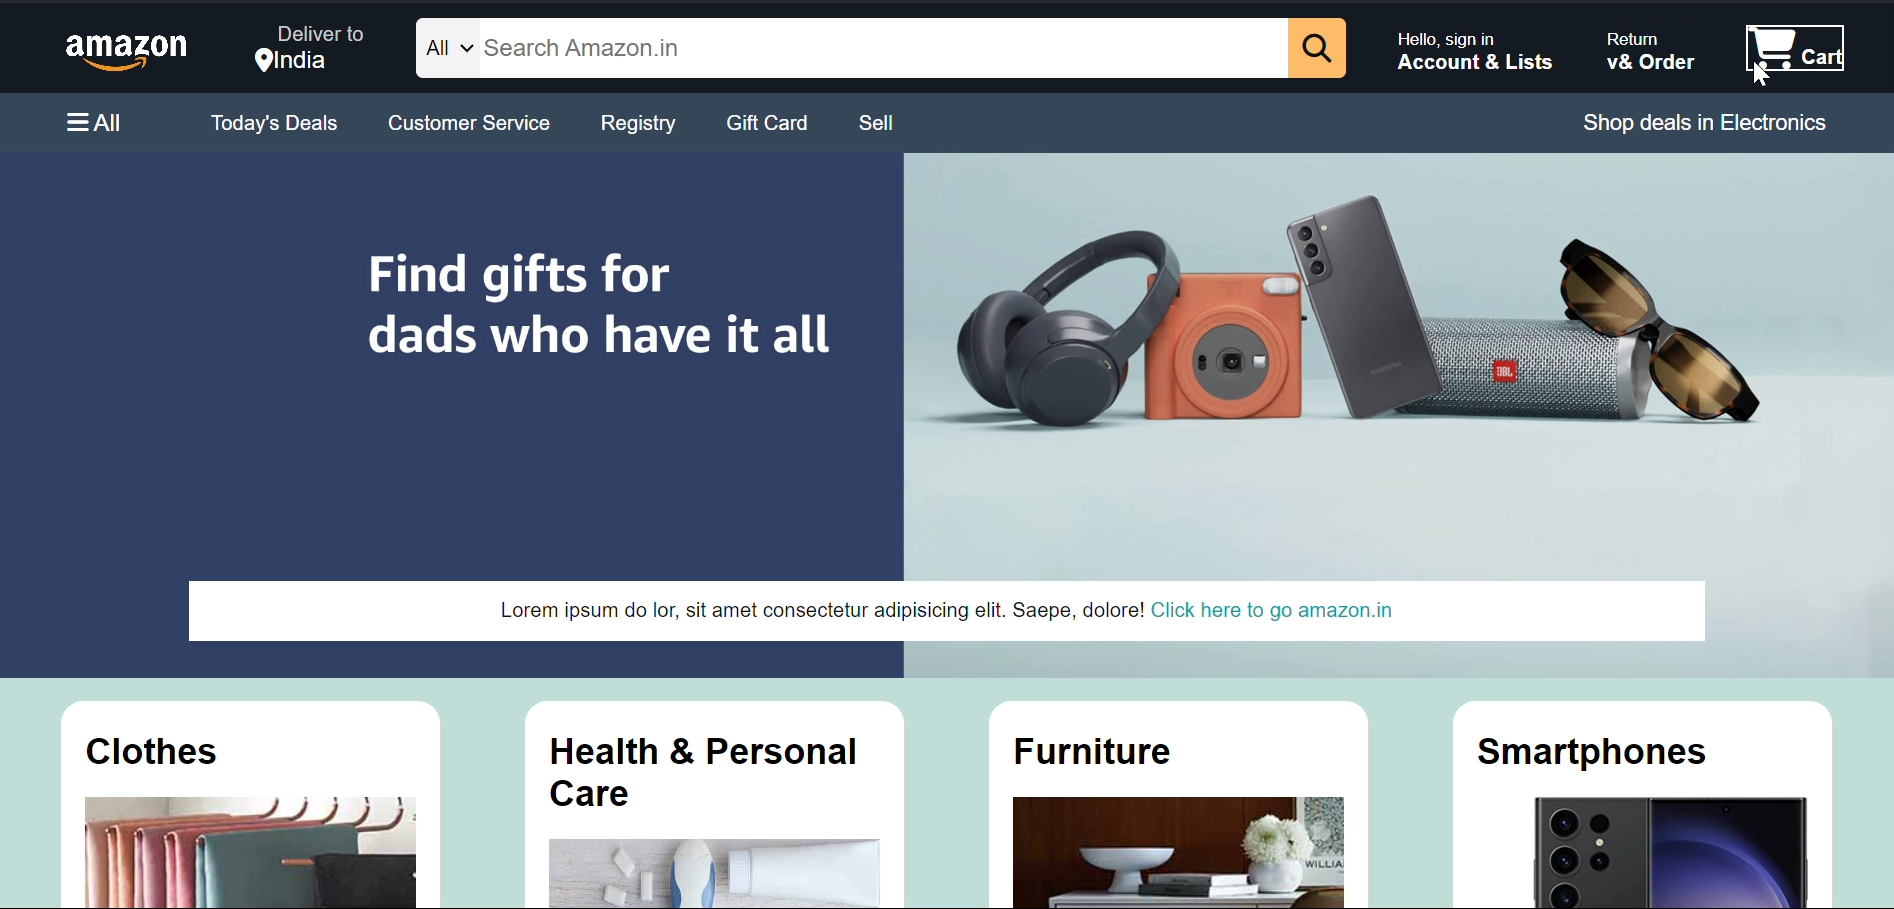 amazon
Deliver to
India
All
Search Amazon.in
Hello, sign in
Account & Lists
Return
v& Order
Cart
All
Today's Deals
Customer Service
Registry
Gift Card
Sell
Shop deals in Electronics
Find gifts for
dads who have it all
SAMSUNG
JBL
Lorem ipsum do lor, sit amet consectetur adipisicing elit. Saepe, dolore! Click here to go amazon.in
Clothes
Health & Personal
Care
Furniture
Smartphones
WILLIA